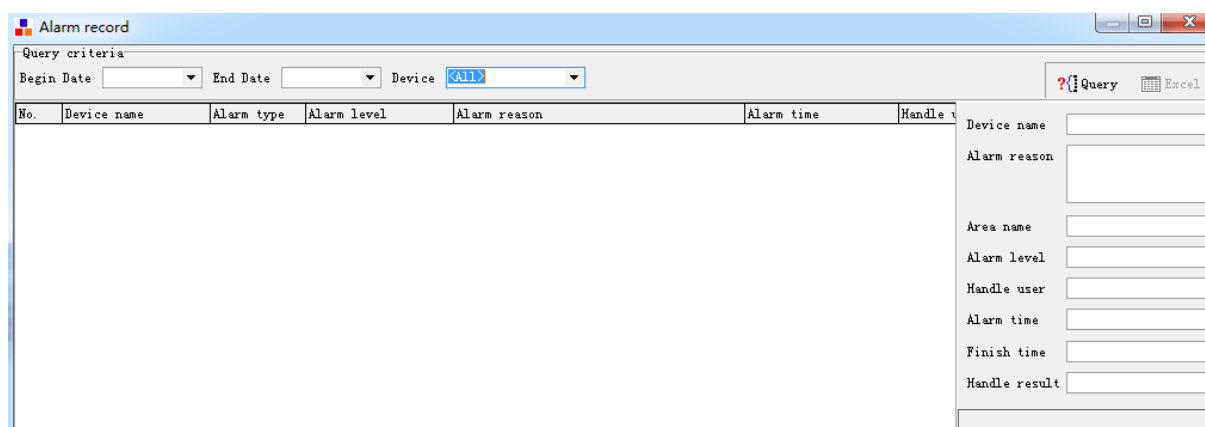 Alarm record
Query criteria
Begin Date End Date Device <All>
Query Excel
No. Device name Alarm type Alarm level Alarm reason Alarm time Handle
Device name
Alarm reason
Area name
Alarm level
Handle user
Alarm time
Finish time
Handle result